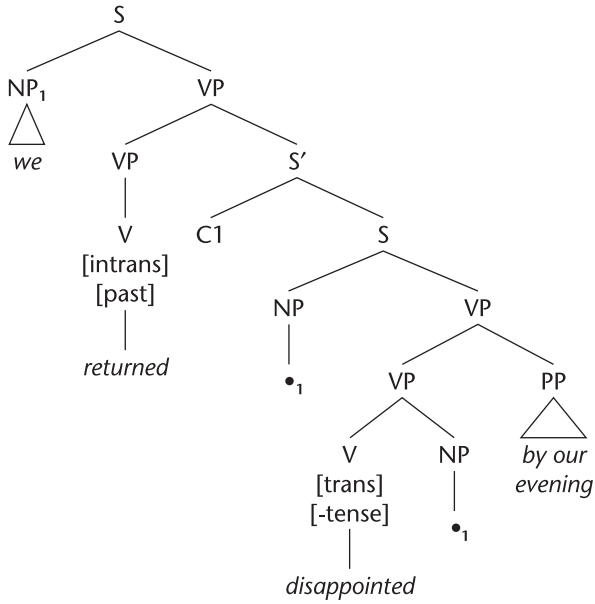 S
NP₁ VP
we
VP S′
V C1 S
[intrans]
[past]
NP VP
returned
•₁
VP PP
V NP
by our
evening
[trans]
[-tense]
•₁
disappointed